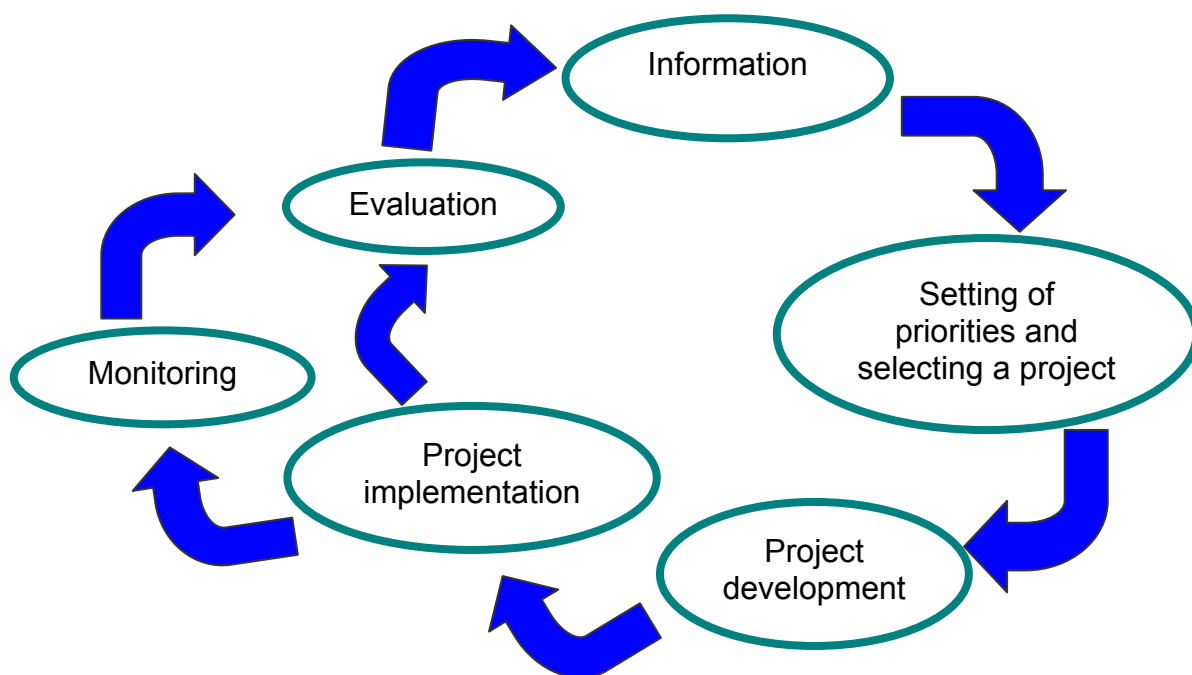 Information
Evaluation
Setting of
priorities and
selecting a project
Monitoring
Project
implementation
Project
development